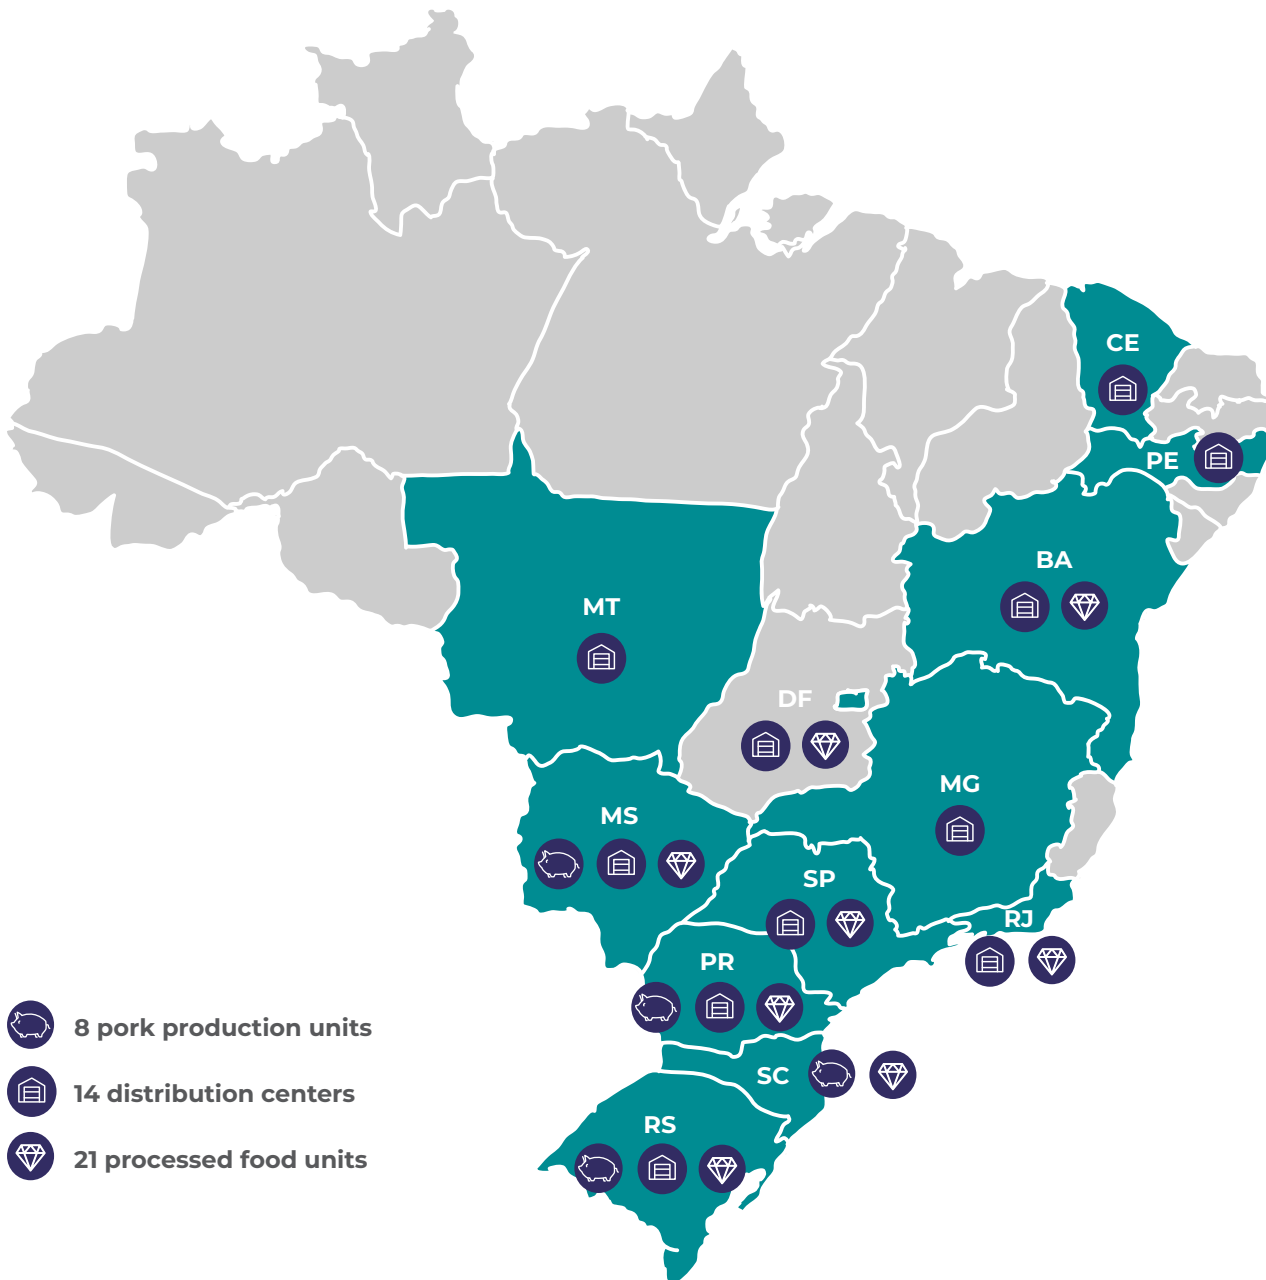 CE
PE
BA
MT
DF
MG
MS
SP
RJ
PR
SC
RS
8 pork production units
14 distribution centers
21 processed food units